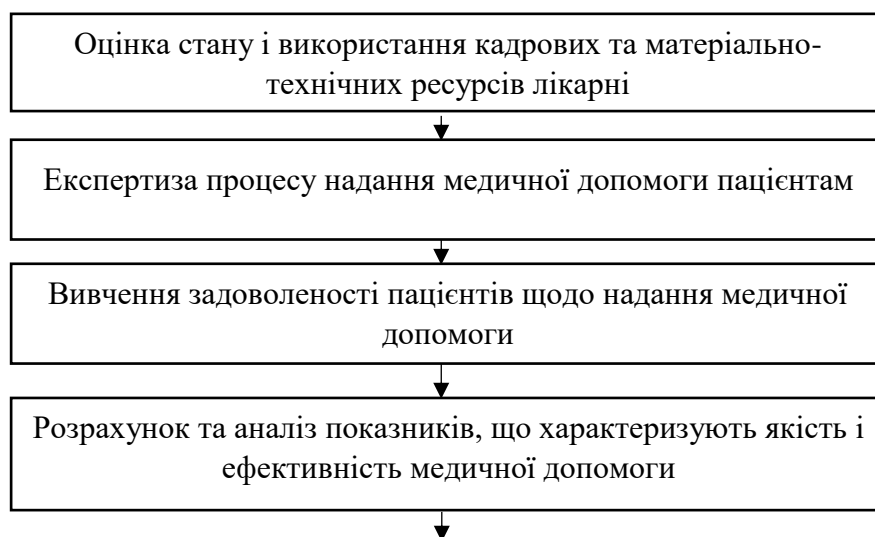 Оцінка стану і використання кадрових та матеріально-
технічних ресурсів лікарні
Експертиза процесу надання медичної допомоги пацієнтам
Вивчення задоволеності пацієнтів щодо надання медичної
допомоги
Розрахунок та аналіз показників, що характеризують якість і
ефективність медичної допомоги